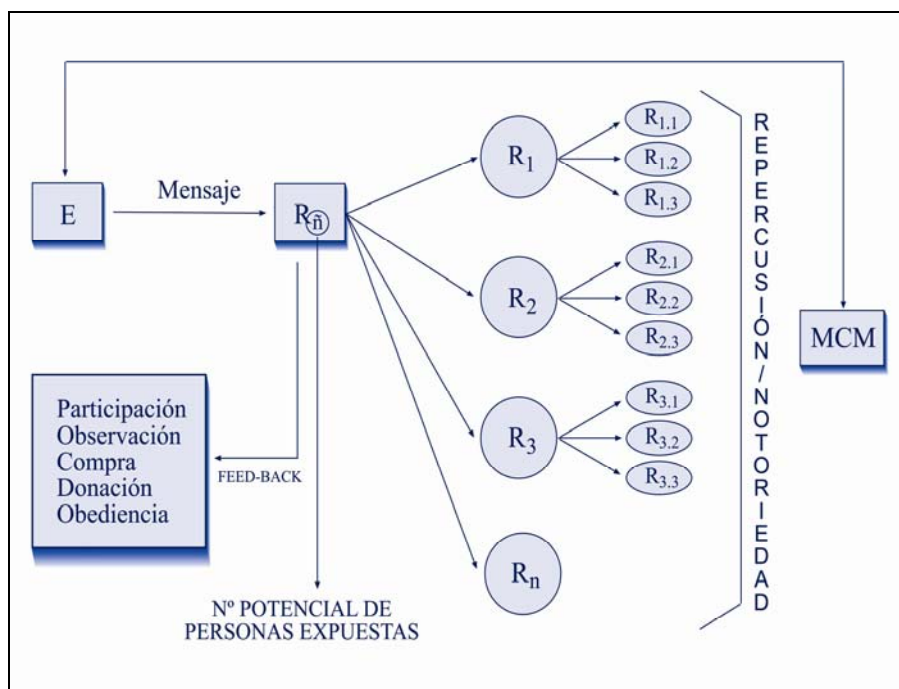 E
Mensaje
Rñ
R1
R1.1
R1.2
R1.3
R2
R2.1
R2.2
R2.3
R3
R3.1
R3.2
R3.3
Rn
REPERCUSIÓN/NOTORIEDAD
MCM
Participación
Observación
Compra
Donación
Obediencia
FEED-BACK
Nº POTENCIAL DE
PERSONAS EXPUESTAS